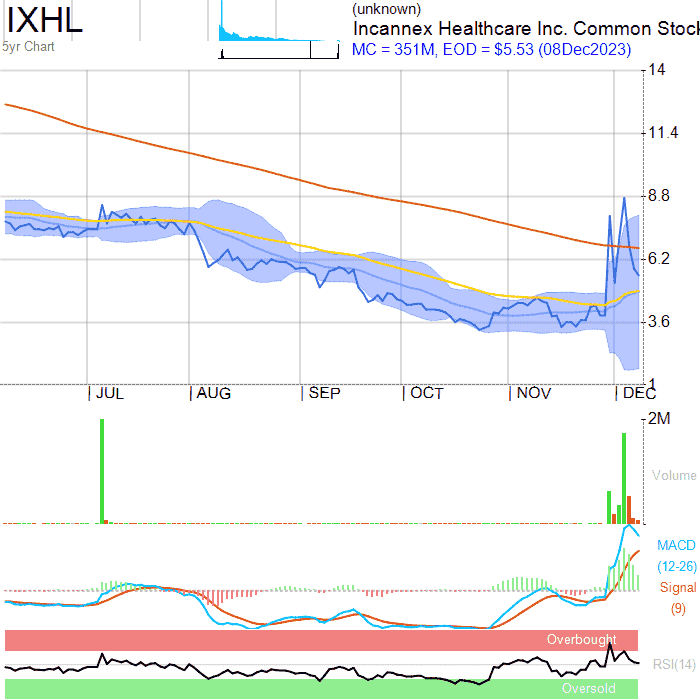 IXHL
5yr Chart
(unknown)
Incannex Healthcare Inc. Common Stock
MC = 351M, EOD = $5.53 (08Dec2023)
14
11.4
8.8
6.2
3.6
1
JUL AUG SEP OCT NOV DEC
2M
Volume
MACD
(12-26)
Signal
(9)
Overbought
RSI(14)
Oversold